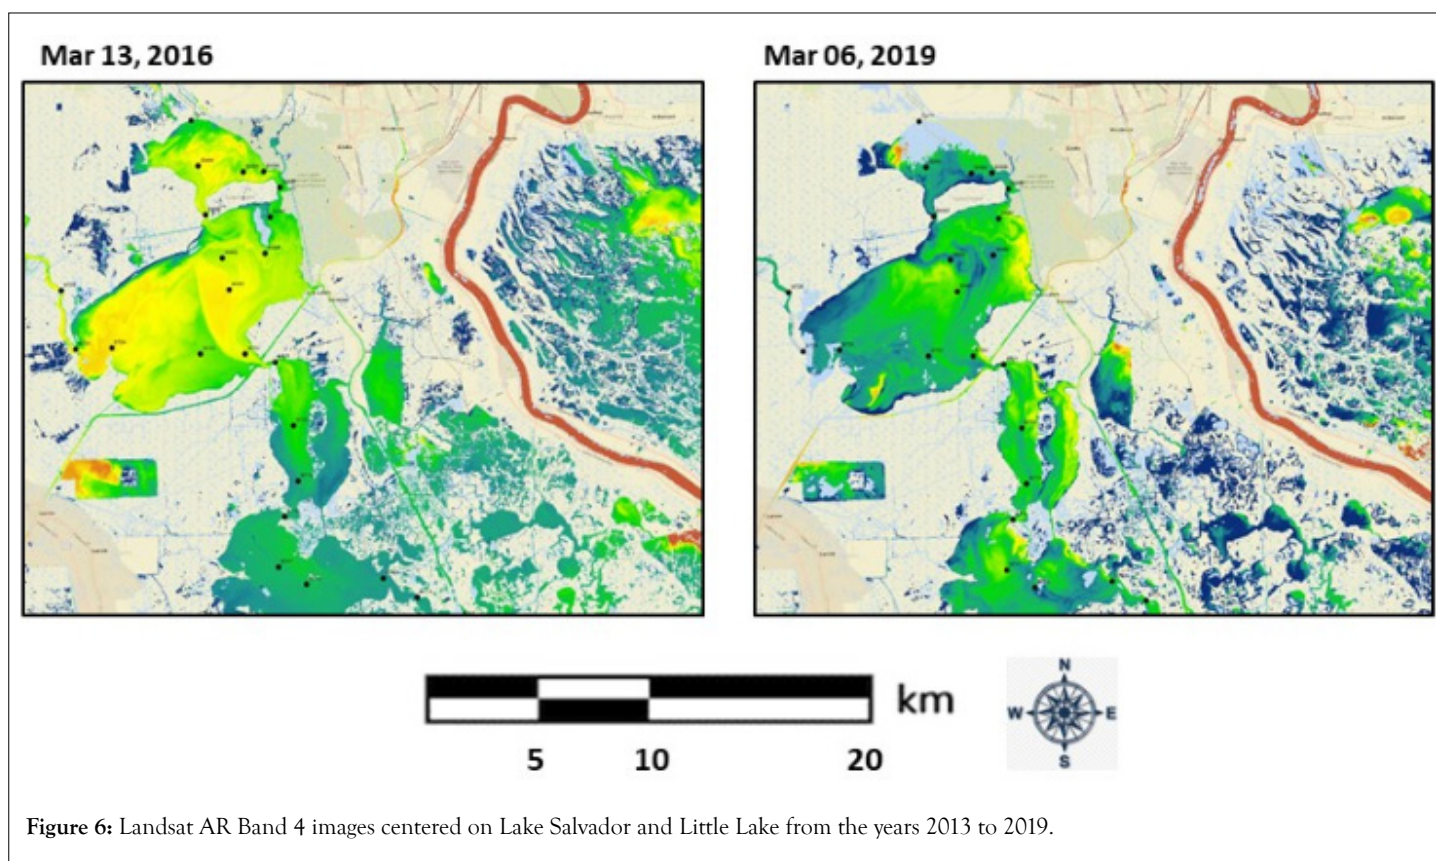 Mar 13, 2016
Mar 06, 2019
km
5 10 20
N
W E
S
Figure 6: Landsat AR Band 4 images centered on Lake Salvador and Little Lake from the years 2013 to 2019.